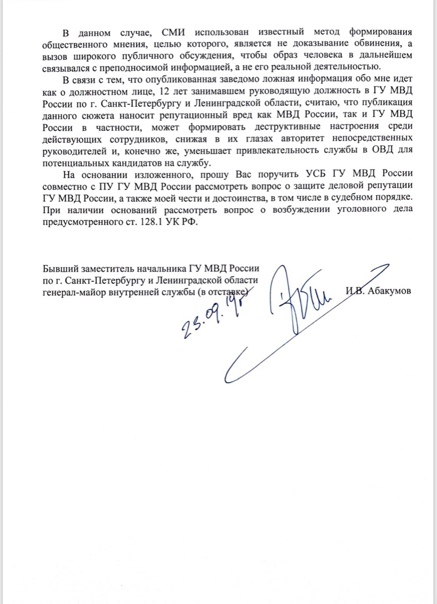 В данном случае, СМИ использован известный метод формирования
общественного мнения, целью которого, является не доказывание обвинения, а
вызов широкого публичного обсуждения, чтобы образ человека в дальнейшем
связывался с преподносимой информацией, а не его реальной деятельностью.
В связи с тем, что опубликованная заведомо ложная информация обо мне идет
как о должностном лице, 12 лет занимавшем руководящую должность в ГУ МВД
России по г. Санкт-Петербургу и Ленинградской области, считаю, что публикация
данного сюжета наносит репутационный вред как МВД России, так и ГУ МВД
России в частности, может формировать деструктивные настроения среди
действующих сотрудников, снижая в их глазах авторитет непосредственных
руководителей и, конечно же, уменьшает привлекательность службы в ОВД для
потенциальных кандидатов на службу.
На основании изложенного, прошу Вас поручить УСБ ГУ МВД России
совместно с ПУ ГУ МВД России рассмотреть вопрос о защите деловой репутации
ГУ МВД России, а также моей чести и достоинства, в том числе в судебном порядке.
При наличии оснований рассмотреть вопрос о возбуждении уголовного дела
предусмотренного ст. 128.1 УК РФ.
Бывший заместитель начальника ГУ МВД России
по г. Санкт-Петербургу и Ленинградской области
генерал-майор внутренней службы (в отставке) И.В. Абакумов
23.09.19г